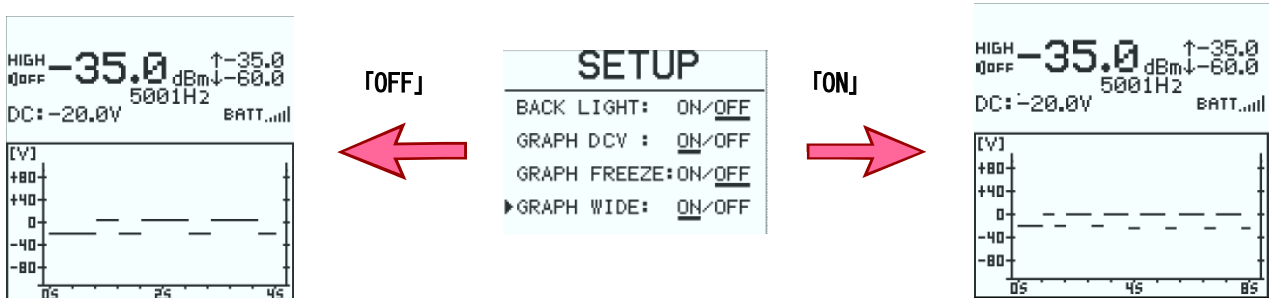 HIGH -35.0 dBm ↑-35.0
OFF ↓-60.0
5001Hz
DC:-20.0V BATT.
[V]
+80
+40
0
-40
-80
0S 2S 4S
「OFF」
SETUP
BACK LIGHT: ON/OFF
GRAPH DCV : ON/OFF
GRAPH FREEZE:ON/OFF
▶GRAPH WIDE: ON/OFF
「ON」
HIGH -35.0 dBm ↑-35.0
OFF ↓-60.0
5001Hz
DC:-20.0V BATT.
[V]
+80
+40
0
-40
-80
0S 4S 8S